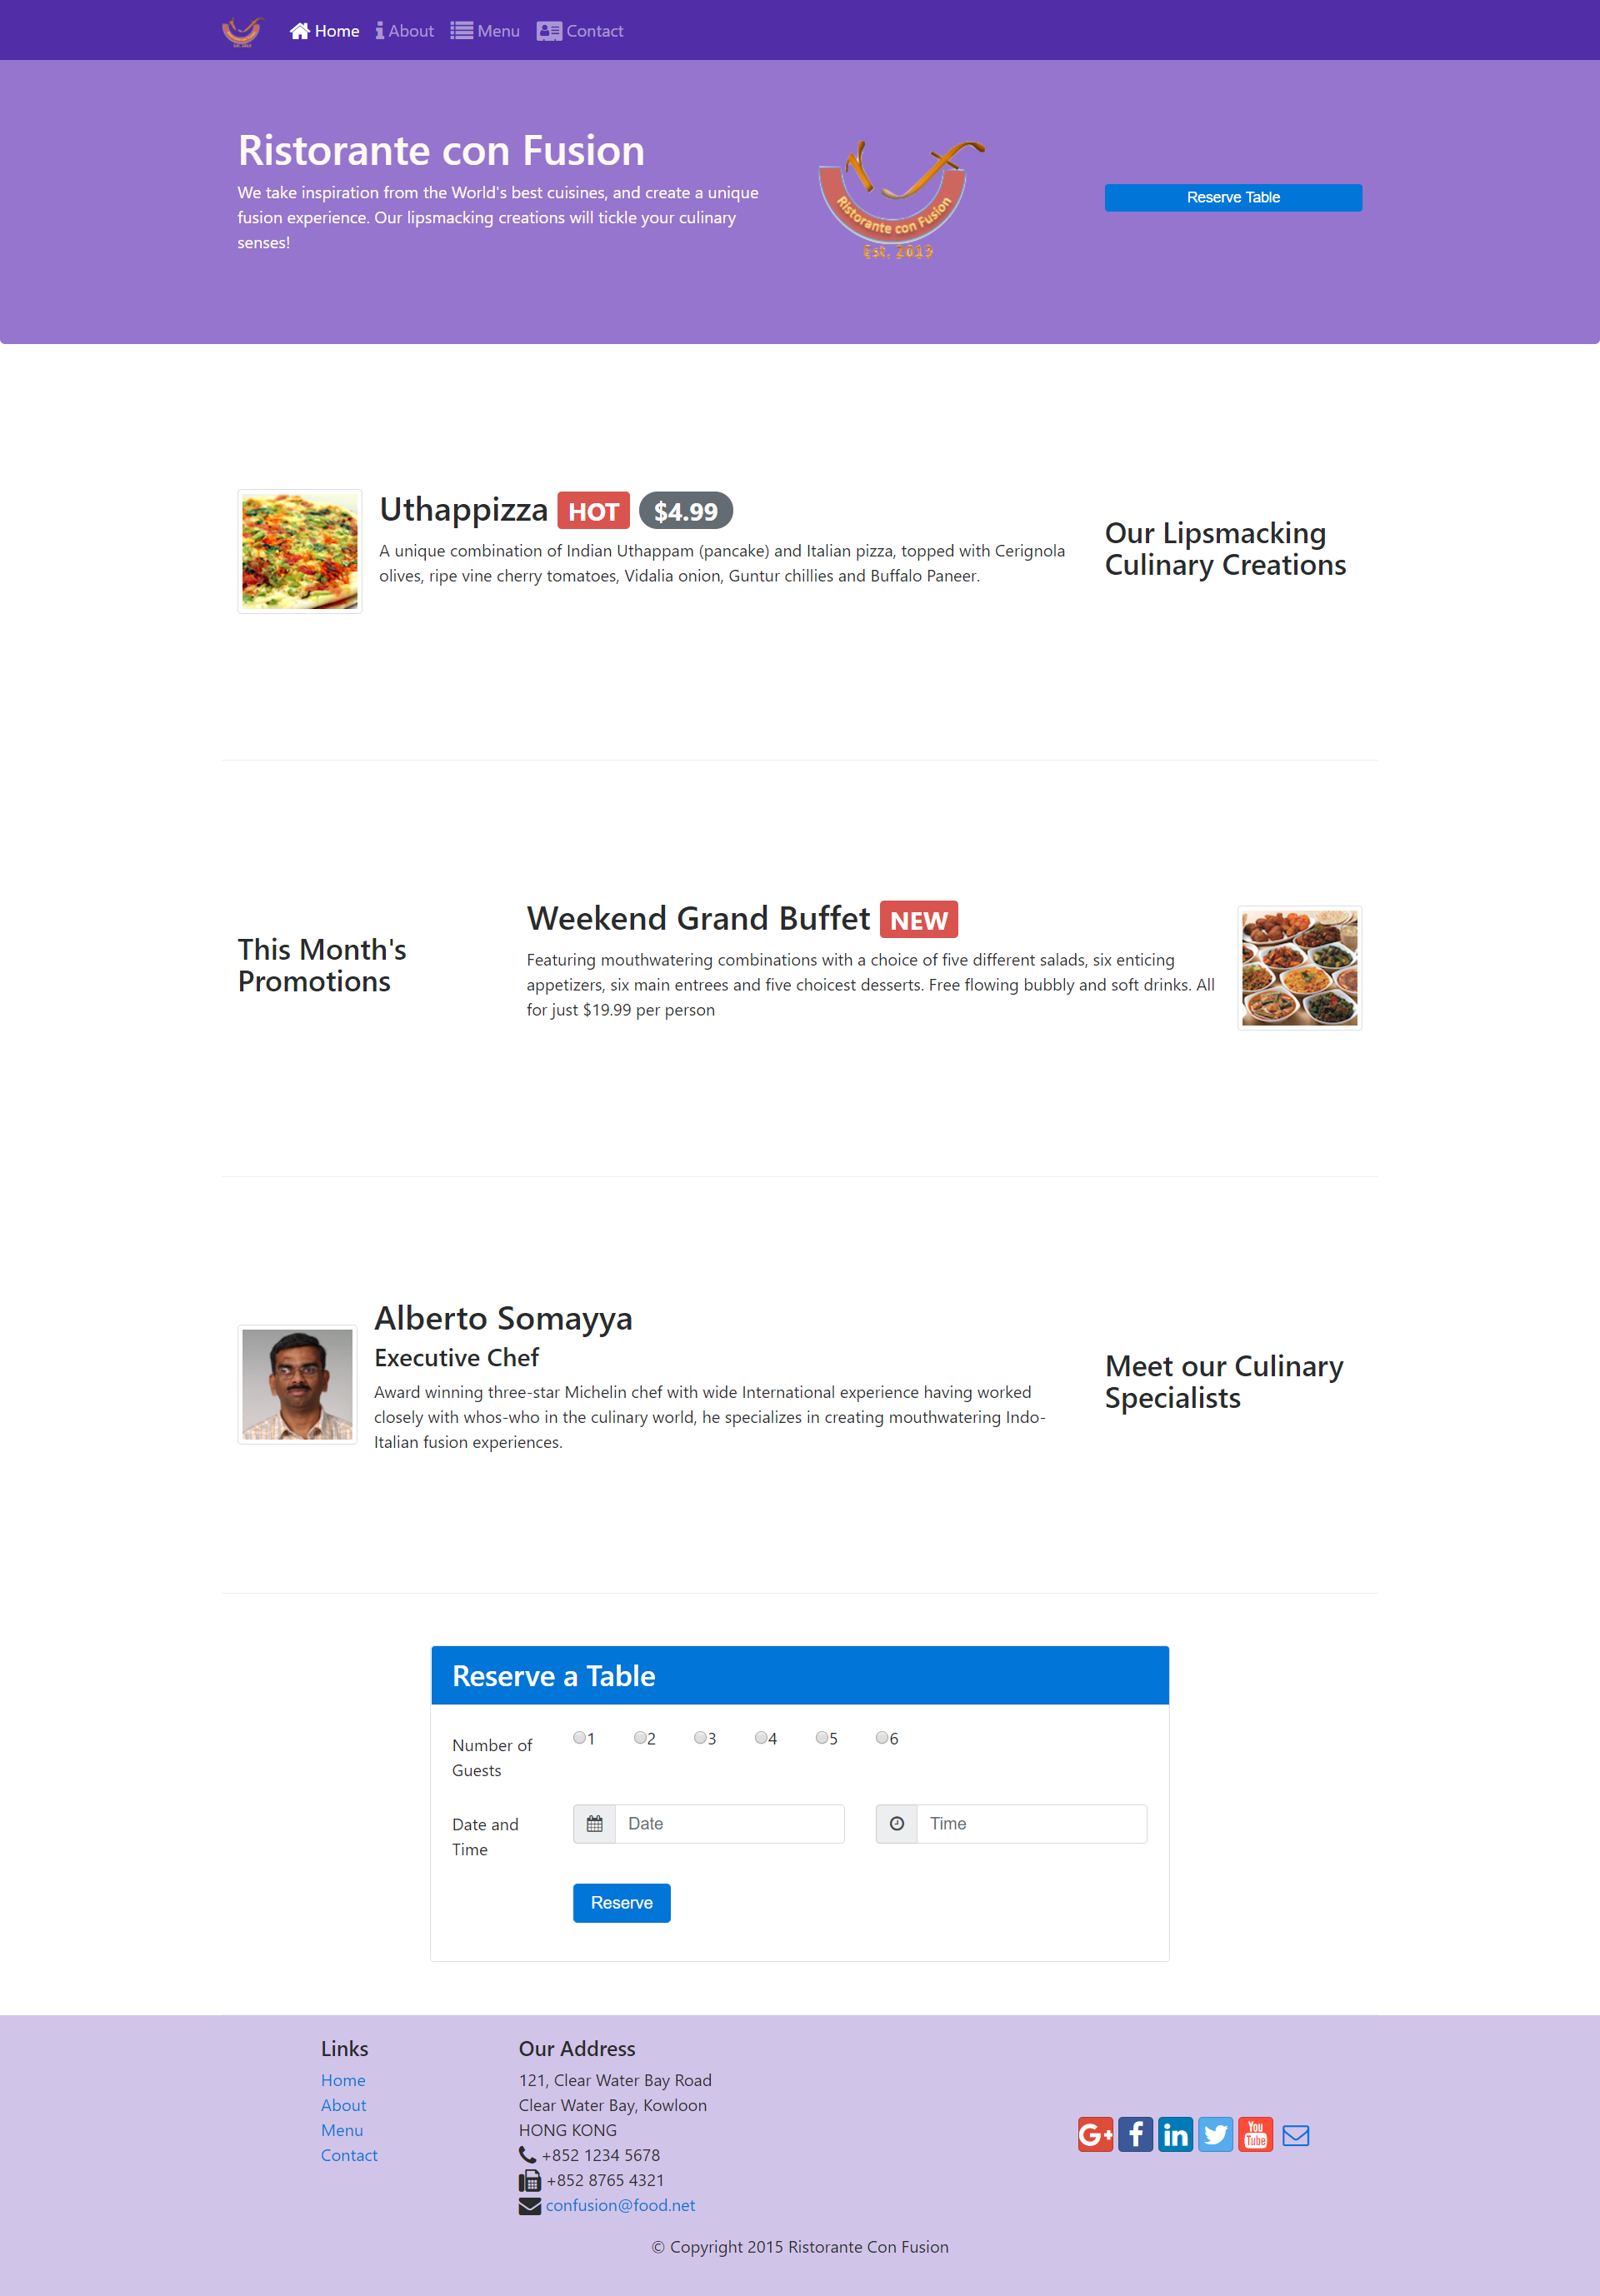 Home About Menu Contact
Ristorante con Fusion
We take inspiration from the World's best cuisines, and create a unique
fusion experience. Our lipsmacking creations will tickle your culinary
senses!
Ristorante con Fusion
Est. 2013
Reserve Table
Uthappizza HOT $4.99
A unique combination of Indian Uthappam (pancake) and Italian pizza, topped with Cerignola
olives, ripe vine cherry tomatoes, Vidalia onion, Guntur chillies and Buffalo Paneer.
Our Lipsmacking
Culinary Creations
This Month's
Promotions
Weekend Grand Buffet NEW
Featuring mouthwatering combinations with a choice of five different salads, six enticing
appetizers, six main entrees and five choicest desserts. Free flowing bubbly and soft drinks. All
for just $19.99 per person
Alberto Somayya
Executive Chef
Award winning three-star Michelin chef with wide International experience having worked
closely with whos-who in the culinary world, he specializes in creating mouthwatering Indo-
Italian fusion experiences.
Meet our Culinary
Specialists
Reserve a Table
Number of
Guests
1 2 3 4 5 6
Date and
Time
Date
Time
Reserve
Links
Home
About
Menu
Contact
Our Address
121, Clear Water Bay Road
Clear Water Bay, Kowloon
HONG KONG
+852 1234 5678
+852 8765 4321
confusion@food.net
G+ f in You Tube
© Copyright 2015 Ristorante Con Fusion